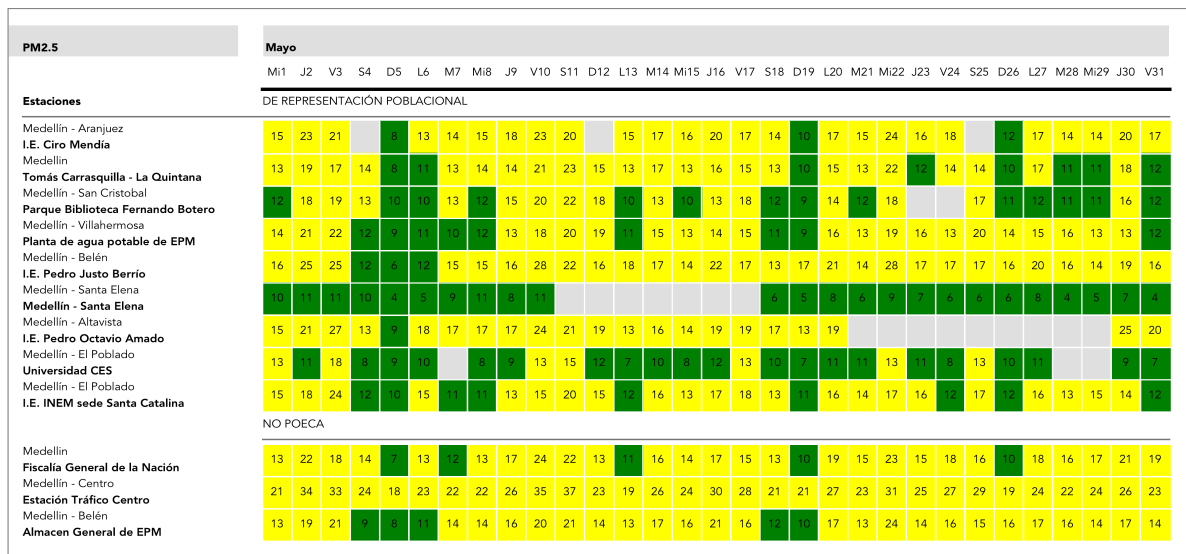 PM2.5 Mayo
Mi1 J2 V3 S4 D5 L6 M7 Mi8 J9 V10 S11 D12 L13 M14 Mi15 J16 V17 S18 D19 L20 M21 Mi22 J23 V24 S25 D26 L27 M28 Mi29 J30 V31
Estaciones DE REPRESENTACIÓN POBLACIONAL
Medellín - Aranjuez
I.E. Ciro Mendía
15 23 21 8 13 14 15 18 23 20 15 17 16 20 17 14 10 17 15 24 16 18 12 17 14 14 20 17
Medellin
Tomás Carrasquilla - La Quintana
13 19 17 14 8 11 13 14 14 21 23 15 13 17 13 16 15 13 10 15 13 22 12 14 14 10 17 11 11 18 12
Medellín - San Cristobal
Parque Biblioteca Fernando Botero
12 18 19 13 10 10 13 12 15 20 22 18 10 13 10 13 18 12 9 14 12 18 17 11 12 11 11 16 12
Medellín - Villahermosa
Planta de agua potable de EPM
14 21 22 12 9 11 10 12 13 18 20 19 11 15 13 14 15 11 9 16 13 19 16 13 20 14 15 16 13 13 12
Medellín - Belén
I.E. Pedro Justo Berrío
16 25 25 12 6 12 15 15 16 28 22 16 18 17 14 22 17 13 17 21 14 28 17 17 17 16 20 16 14 19 16
Medellín - Santa Elena
Medellín - Santa Elena
10 11 11 10 4 5 9 11 8 11 6 5 8 6 9 7 6 6 6 8 4 5 7 4
Medellín - Altavista
I.E. Pedro Octavio Amado
15 21 27 13 9 18 17 17 17 24 21 19 13 16 14 19 19 17 13 19 25 20
Medellín - El Poblado
Universidad CES
13 11 18 8 9 10 8 9 13 15 12 7 10 8 12 13 10 7 11 11 13 11 8 13 10 11 9 7
Medellín - El Poblado
I.E. INEM sede Santa Catalina
15 18 24 12 10 15 11 11 13 15 20 15 12 16 13 17 18 13 11 16 14 17 16 12 17 12 16 13 15 14 12
NO POECA
Medellin
Fiscalía General de la Nación
13 22 18 14 7 13 12 13 17 24 22 13 11 16 14 17 15 13 10 19 15 23 18 14 16 10 18 16 17 21 19
Medellín - Centro
Estación Tráfico Centro
21 34 33 24 18 23 22 22 26 35 37 23 19 26 24 30 28 21 21 27 23 31 25 27 29 19 24 22 24 26 23
Medellin - Belén
Almacen General de EPM
13 19 21 9 8 11 14 14 16 20 21 14 13 17 16 21 16 12 10 17 13 24 14 16 15 16 17 16 14 17 14